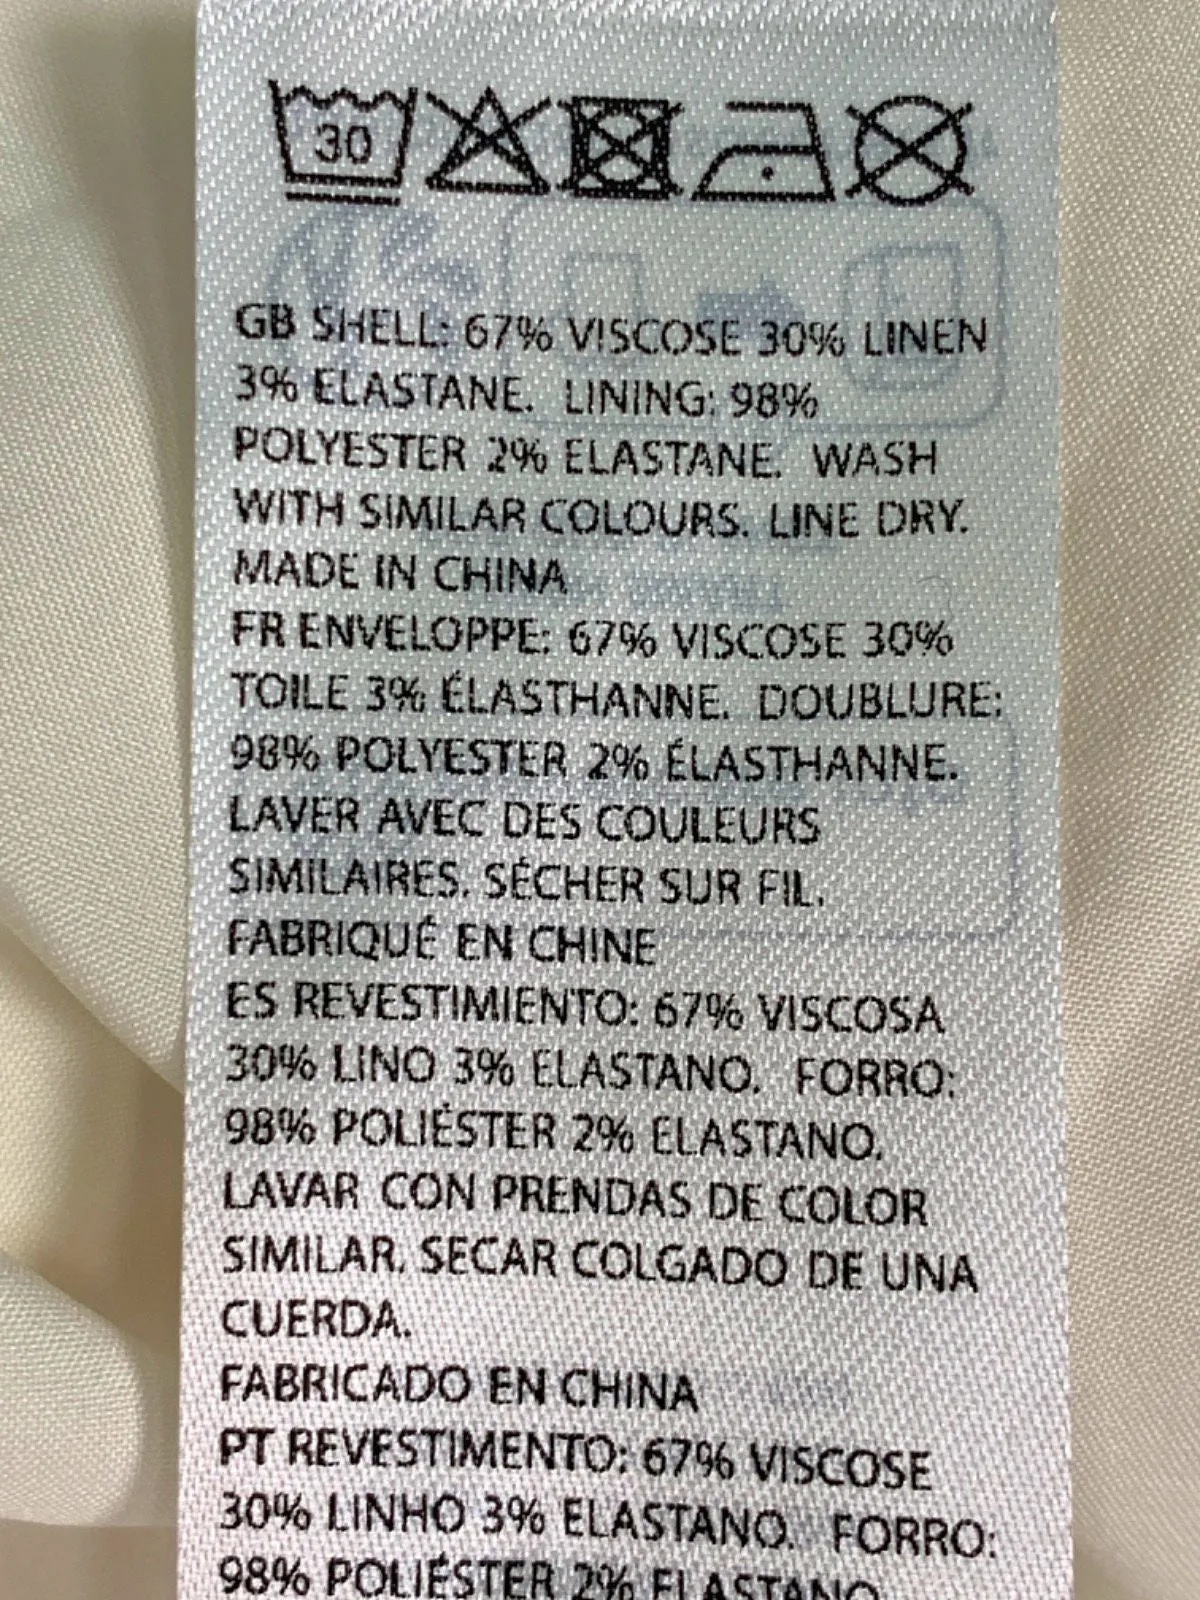 30
GB SHELL: 67% VISCOSE 30% LINEN
3% ELASTANE. LINING: 98%
POLYESTER 2% ELASTANE. WASH
WITH SIMILAR COLOURS. LINE DRY.
MADE IN CHINA
FR ENVELOPPE: 67% VISCOSE 30%
TOILE 3% ÉLASTHANNE. DOUBLURE:
98% POLYESTER 2% ÉLASTHANNE.
LAVER AVEC DES COULEURS
SIMILAIRES. SÉCHER SUR FIL.
FABRIQUÉ EN CHINE
ES REVESTIMIENTO: 67% VISCOSA
30% LINO 3% ELASTANO. FORRO:
98% POLIÉSTER 2% ELASTANO.
LAVAR CON PRENDAS DE COLOR
SIMILAR. SECAR COLGADO DE UNA
CUERDA.
FABRICADO EN CHINA
PT REVESTIMENTO: 67% VISCOSE
30% LINHO 3% ELASTANO. FORRO:
98% POLIÉSTER 2% ELASTANO